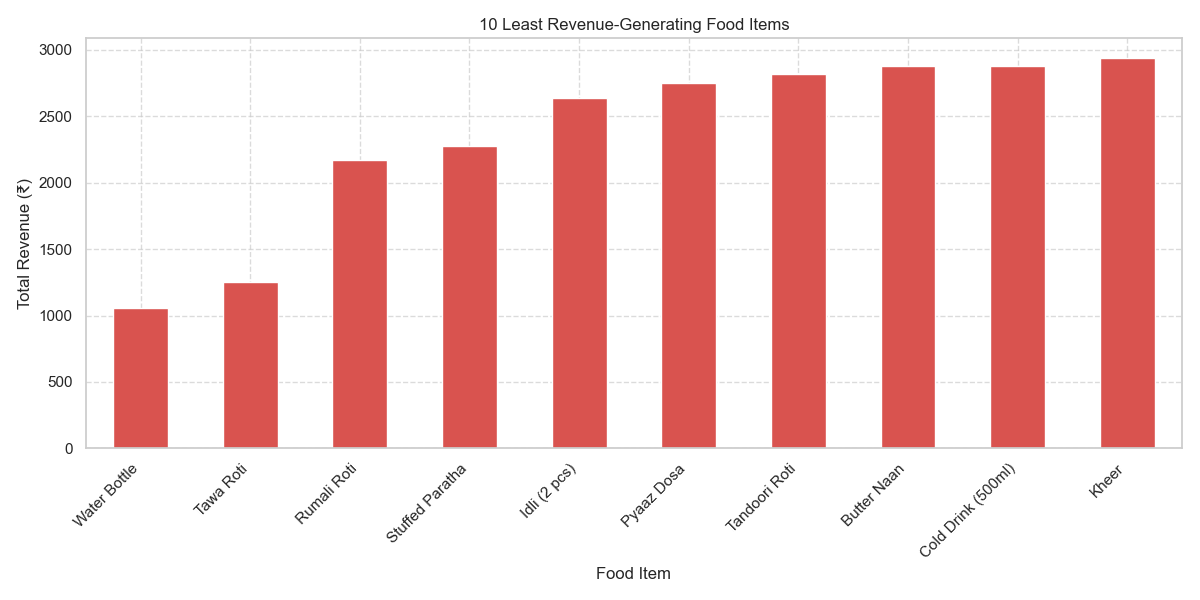 10 Least Revenue-Generating Food Items
Total Revenue (₹)
3000
2500
2000
1500
1000
500
0
Water Bottle
Tawa Roti
Rumali Roti
Stuffed Paratha
Idli (2 pcs)
Pyaaz Dosa
Tandoori Roti
Butter Naan
Cold Drink (500ml)
Kheer
Food Item